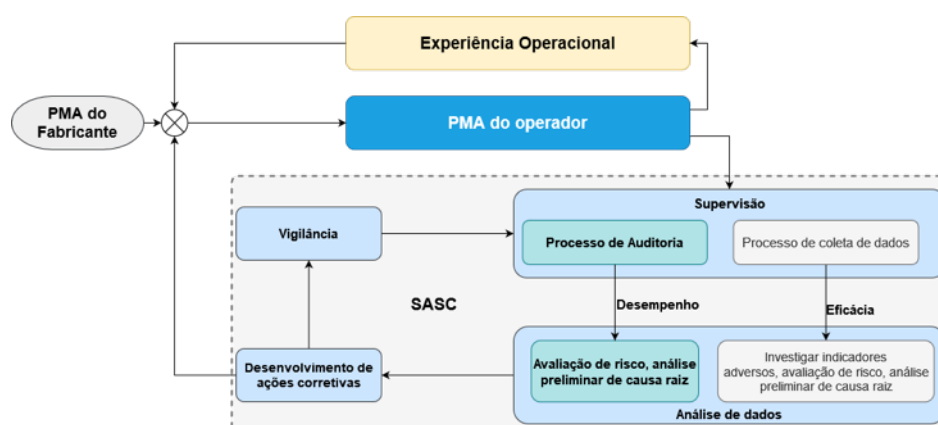 Experiência Operacional
PMA do
Fabricante
PMA do operador
Supervisão
Vigilância
Processo de Auditoria
Processo de coleta de dados
SASC
Desempenho
Eficácia
Desenvolvimento de
ações corretivas
Avaliação de risco, análise
preliminar de causa raiz
Investigar indicadores
adversos, avaliação de risco, análise
preliminar de causa raiz
Análise de dados